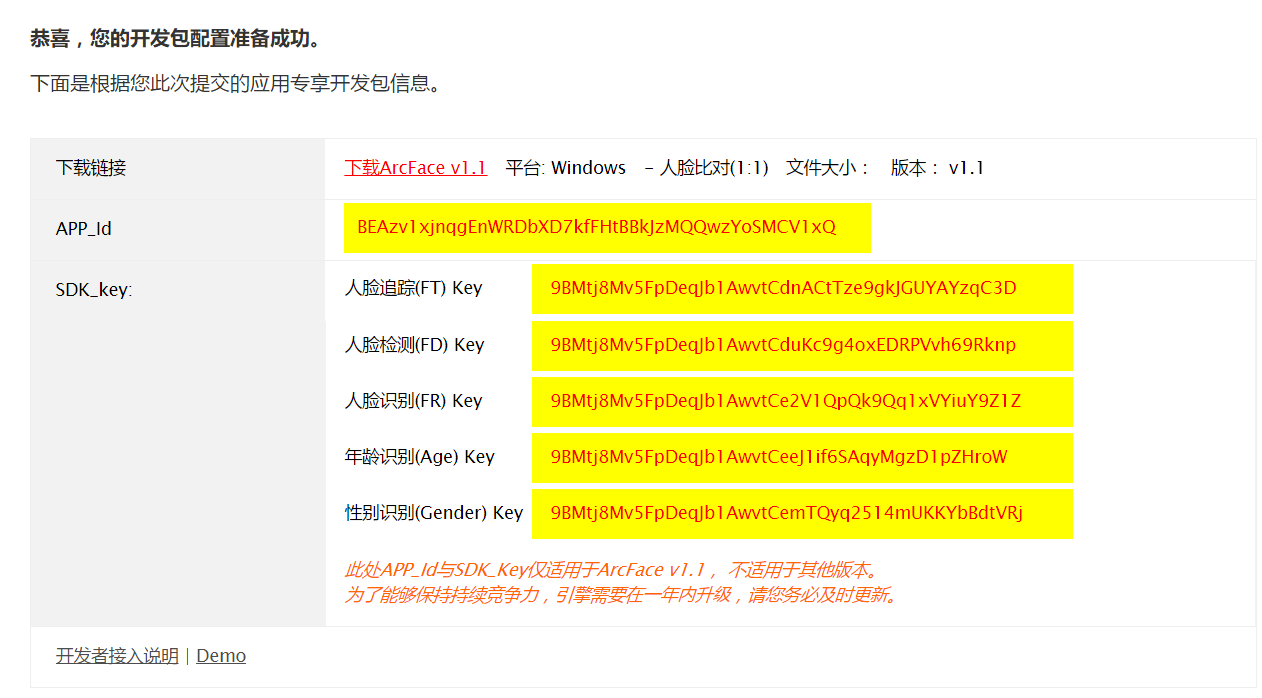 恭喜，您的开发包配置准备成功。
下面是根据您此次提交的应用专享开发包信息。
下载链接 下载ArcFace v1.1 平台: Windows – 人脸比对(1:1) 文件大小： 版本： v1.1
APP_Id BEAzv1xjnqgEnWRDbXD7kfFHtBBkJzMQQwzYoSMCV1xQ
SDK_key: 人脸追踪(FT) Key 9BMtj8Mv5FpDeqJb1AwvtCdnACtTze9gkJGUYAYzqC3D
人脸检测(FD) Key 9BMtj8Mv5FpDeqJb1AwvtCduKc9g4oxEDRPVvh69Rknp
人脸识别(FR) Key 9BMtj8Mv5FpDeqJb1AwvtCe2V1QpQk9Qq1xVYiuY9Z1Z
年龄识别(Age) Key 9BMtj8Mv5FpDeqJb1AwvtCeeJ1if6SAqyMgzD1pZHroW
性别识别(Gender) Key 9BMtj8Mv5FpDeqJb1AwvtCemTQyq2514mUKKYbBdtVRj
此处APP_Id与SDK_Key仅适用于ArcFace v1.1， 不适用于其他版本。
为了能够保持持续竞争力，引擎需要在一年内升级，请您务必及时更新。
开发者接入说明 | Demo